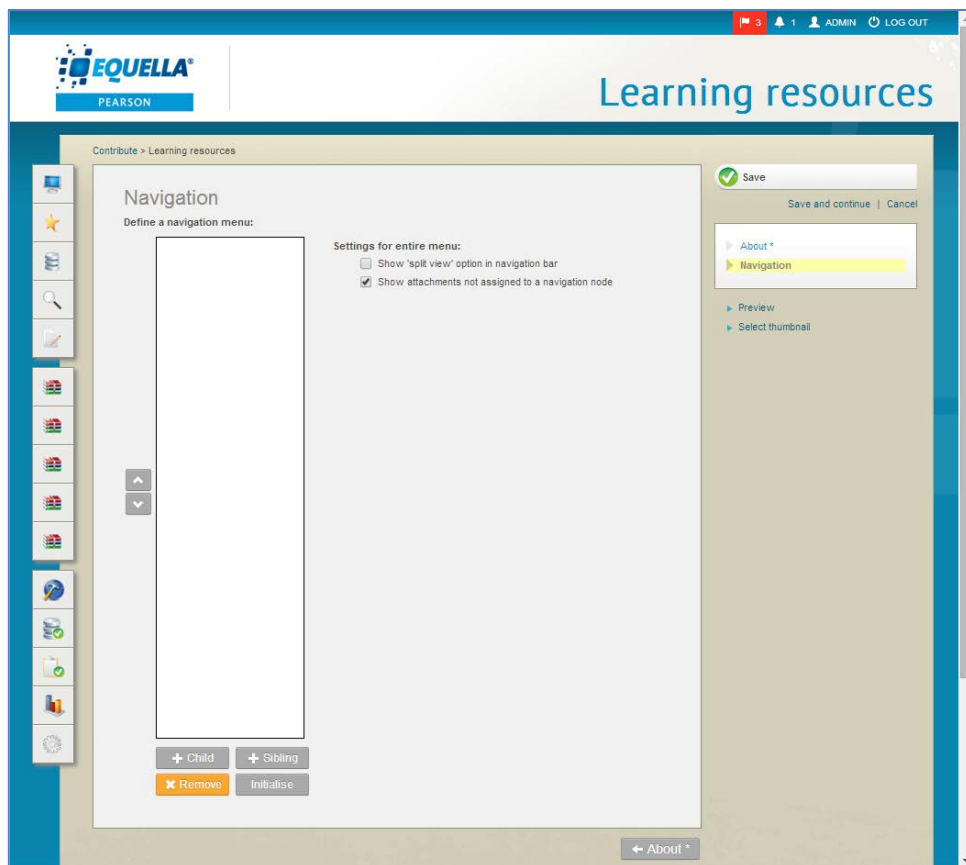 3 1 ADMIN LOG OUT
EQUELLA®
PEARSON
Learning resources
Contribute > Learning resources
Navigation
Define a navigation menu:
Settings for entire menu:
Show 'split view' option in navigation bar
Show attachments not assigned to a navigation node
+ Child + Sibling
Remove Initialise
Save
Save and continue | Cancel
About *
Navigation
Preview
Select thumbnail
About *